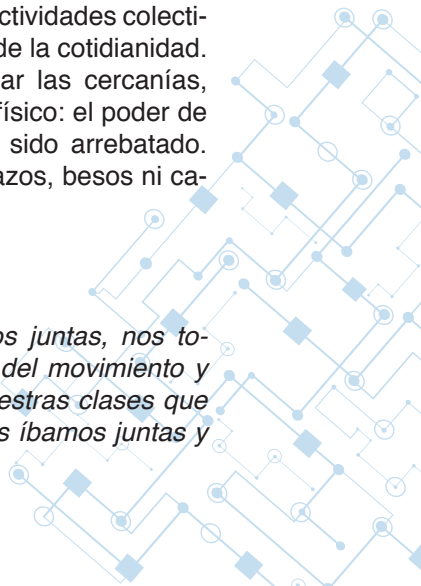 ctividades colecti-
de la cotidianidad.
ar las cercanías,
físico: el poder de
sido arrebatado.
azos, besos ni ca-
os juntas, nos to-
del movimiento y
estras clases que
s íbamos juntas y